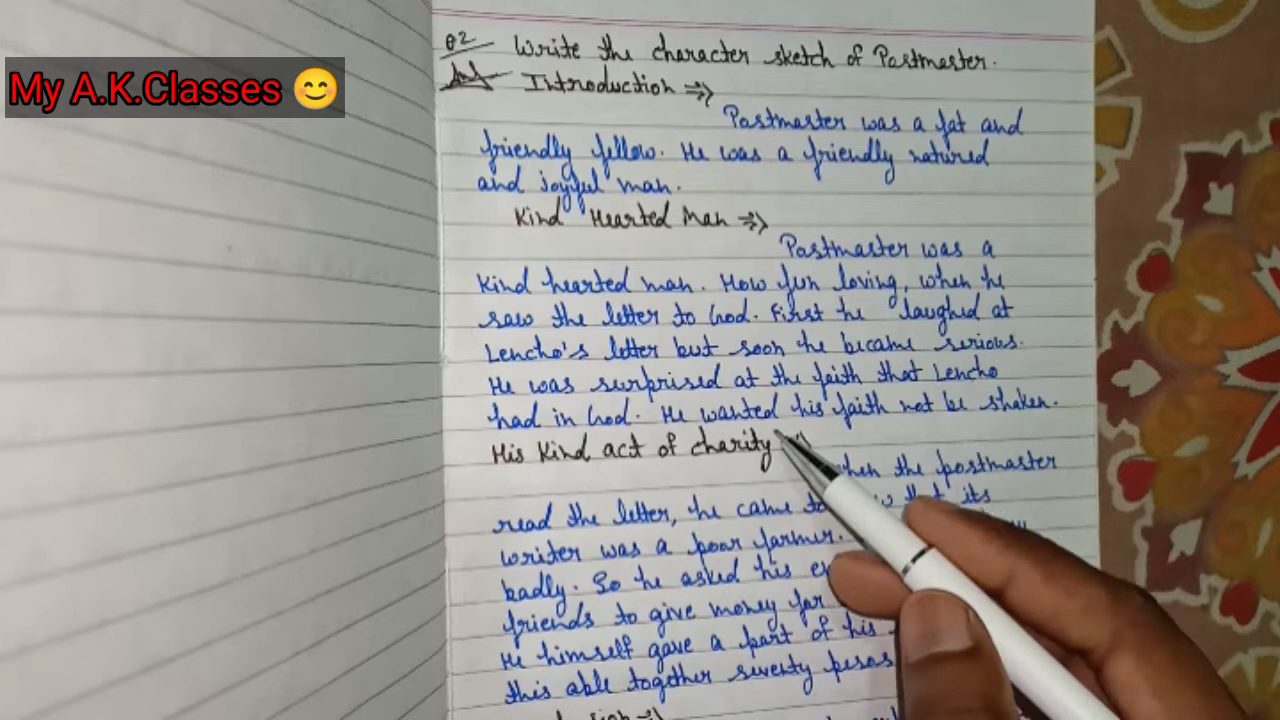 My A.K.Classes 😊
Q2 Write the character sketch of Postmaster.
Ans Introduction ⇒
Postmaster was a fat and
friendly fellow. He was a friendly natured
and joyful man.
Kind Hearted Man ⇒
Postmaster was a
kind hearted man. How fun loving, when he
saw the letter to God. First he laughed at
Lencho's letter but soon he became serious.
He was surprised at the faith that Lencho
had in God. He wanted his faith not be shaken.
His kind act of charity
when the postmaster
read the letter, he came to that its
writer was a poor farmer.
badly. So he asked his
friends to give money for
He himself gave a part of his
this able together seventy pesos